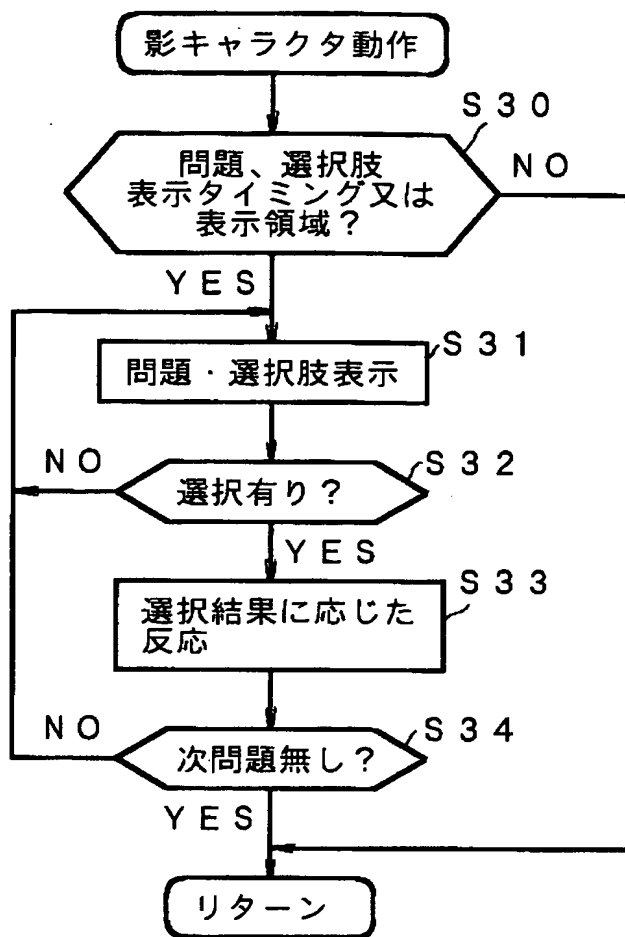 影キャラクタ動作
S30
問題、選択肢
表示タイミング又は
表示領域？
NO
YES
S31
問題・選択肢表示
NO
S32
選択有り？
YES
S33
選択結果に応じた
反応
NO
S34
次問題無し？
YES
リターン